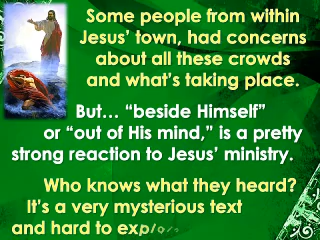 Some people from within
Jesus’ town, had concerns
about all these crowds
and what’s taking place.
But… “beside Himself”
or “out of His mind,” is a pretty
strong reaction to Jesus’ ministry.
Who knows what they heard?
It’s a very mysterious text
and hard to